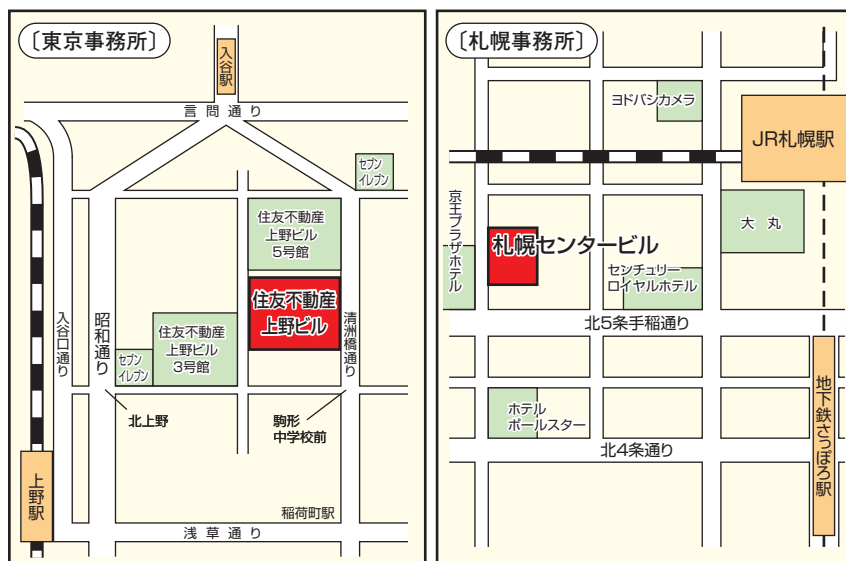 〔東京事務所〕
入谷駅
言問通り
セブン
イレブン
住友不動産
上野ビル
5号館
住友不動産
上野ビル
入谷口通り
昭和通り
セブン
イレブン
住友不動産
上野ビル
3号館
清洲橋通り
北上野
駒形
中学校前
上野駅
稲荷町駅
浅草通り
〔札幌事務所〕
ヨドバシカメラ
JR札幌駅
京王プラザホテル
札幌センタービル
大丸
センチュリー
ロイヤルホテル
北5条手稲通り
ホテル
ポールスター
北4条通り
地下鉄さっぽろ駅